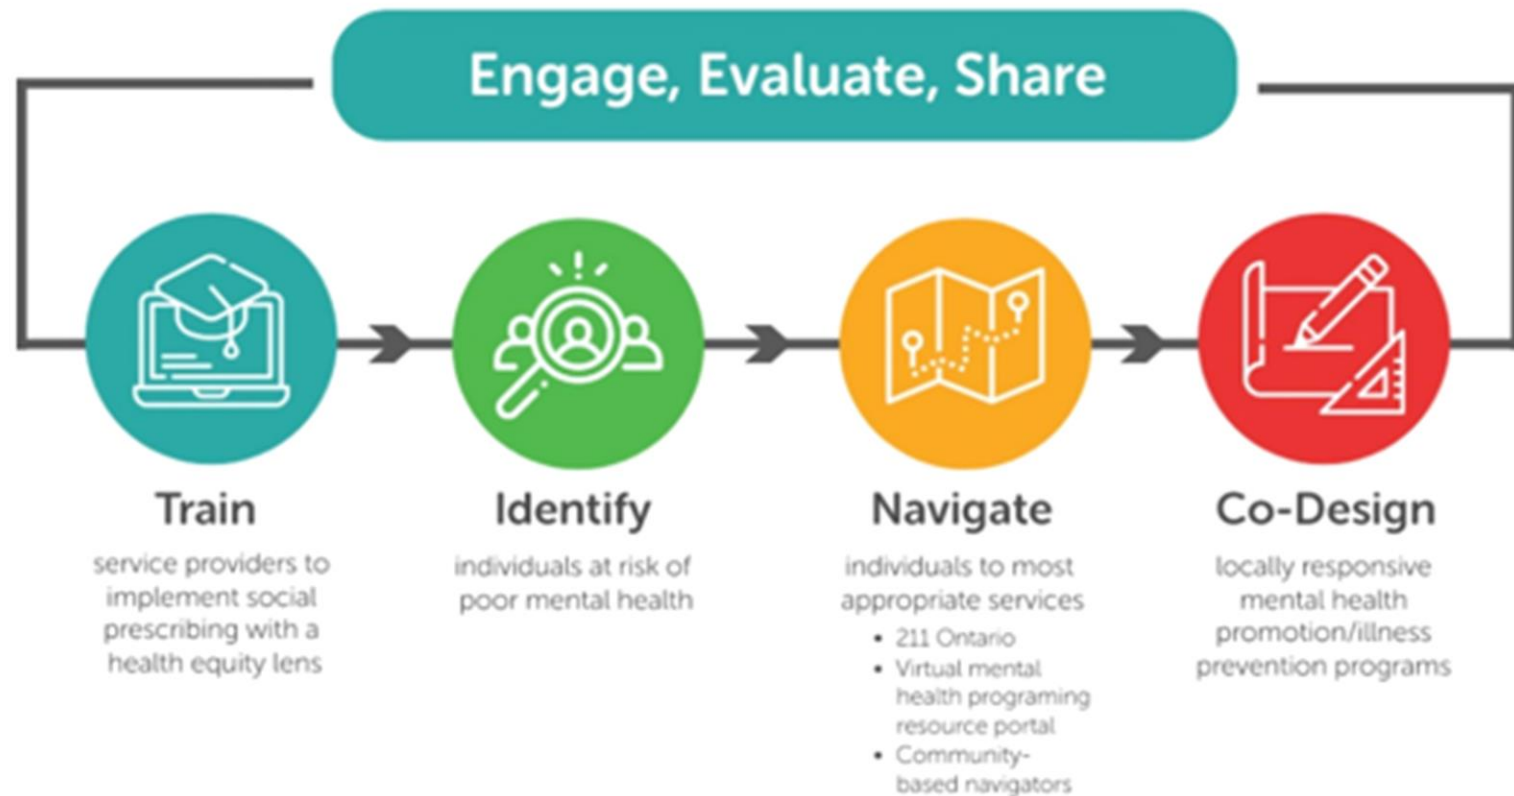 Engage, Evaluate, Share
Train
service providers to
implement social
prescribing with a
health equity lens
Identify
individuals at risk of
poor mental health
Navigate
individuals to most
appropriate services
• 211 Ontario
• Virtual mental
health programing
resource portal
• Community-
based navigators
Co-Design
locally responsive
mental health
promotion/illness
prevention programs